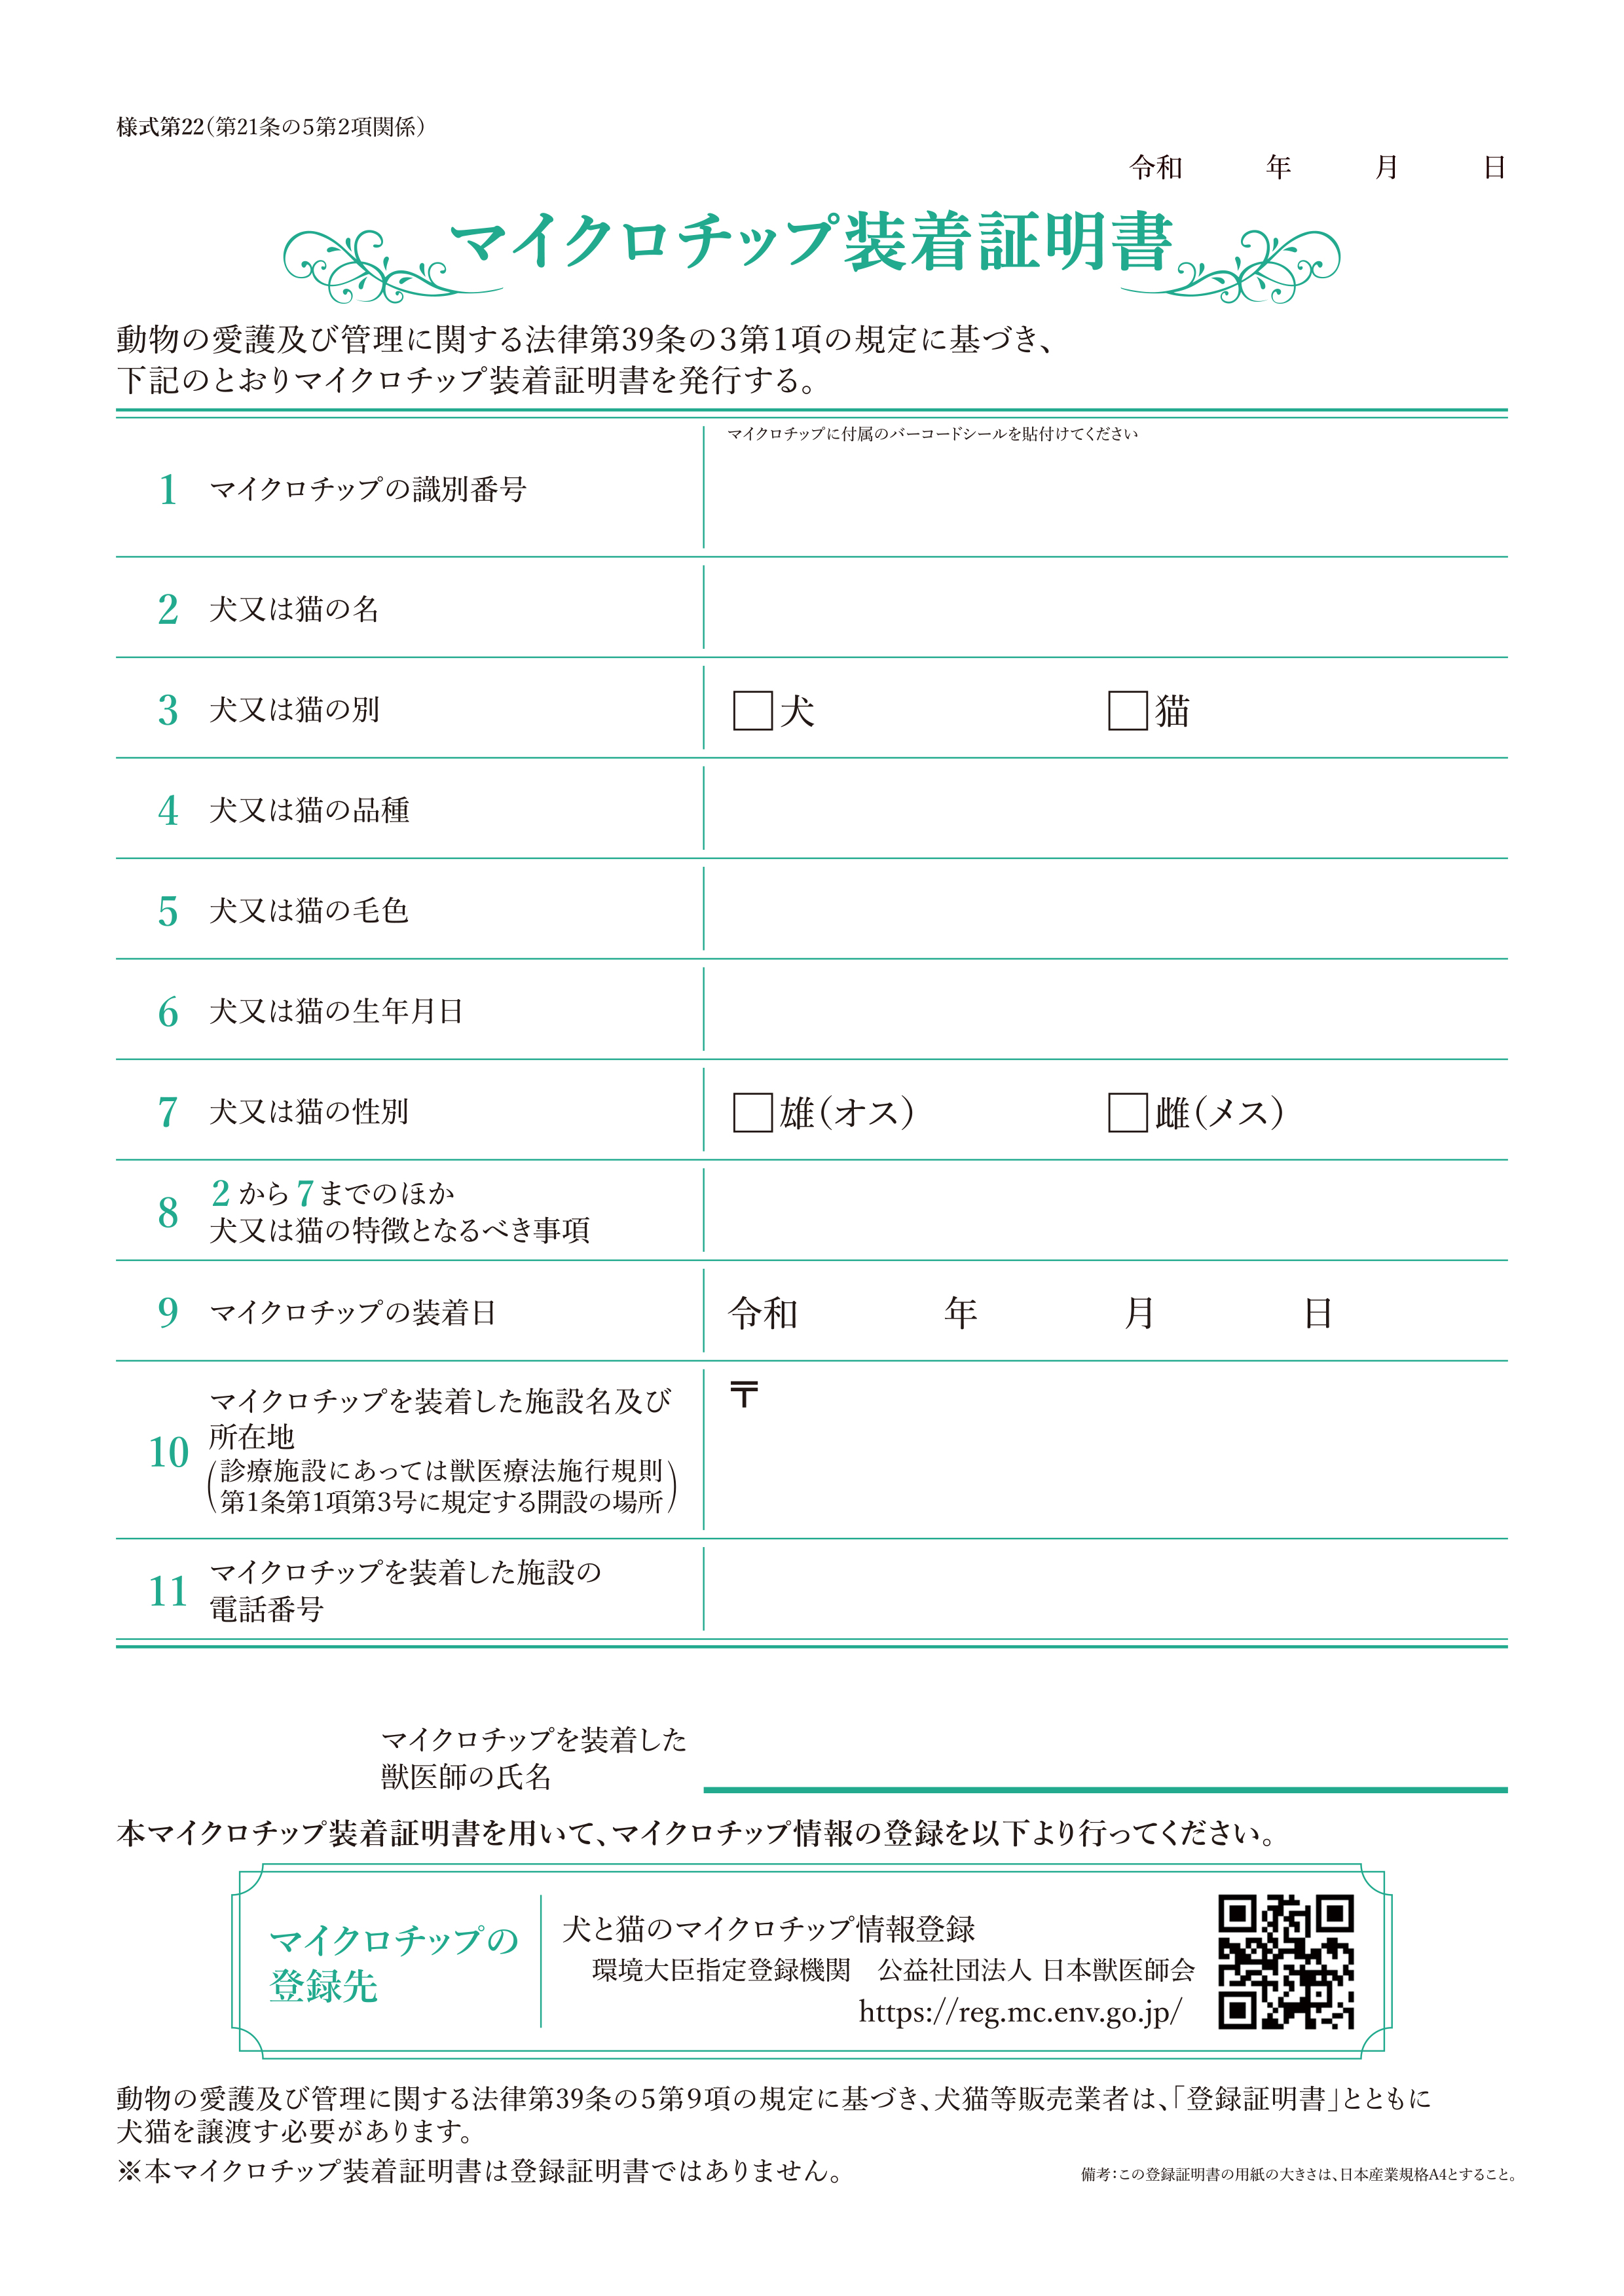 様式第22（第21条の5第2項関係）
令和　年　月　日
マイクロチップ装着証明書
動物の愛護及び管理に関する法律第39条の3第1項の規定に基づき、
下記のとおりマイクロチップ装着証明書を発行する。
1 マイクロチップの識別番号
マイクロチップに付属のバーコードシールを貼付けてください
2 犬又は猫の名
3 犬又は猫の別 □犬 □猫
4 犬又は猫の品種
5 犬又は猫の毛色
6 犬又は猫の生年月日
7 犬又は猫の性別 □雄（オス） □雌（メス）
8 2から7までのほか
犬又は猫の特徴となるべき事項
9 マイクロチップの装着日 令和　年　月　日
10 マイクロチップを装着した施設名及び
所在地
（診療施設にあっては獣医療法施行規則
第1条第1項第3号に規定する開設の場所）
〒
11 マイクロチップを装着した施設の
電話番号
マイクロチップを装着した
獣医師の氏名
本マイクロチップ装着証明書を用いて、マイクロチップ情報の登録を以下より行ってください。
マイクロチップの
登録先
犬と猫のマイクロチップ情報登録
環境大臣指定登録機関　公益社団法人 日本獣医師会
https://reg.mc.env.go.jp/
動物の愛護及び管理に関する法律第39条の5第9項の規定に基づき、犬猫等販売業者は、「登録証明書」とともに
犬猫を譲渡す必要があります。
※本マイクロチップ装着証明書は登録証明書ではありません。
備考：この登録証明書の用紙の大きさは、日本産業規格A4とすること。